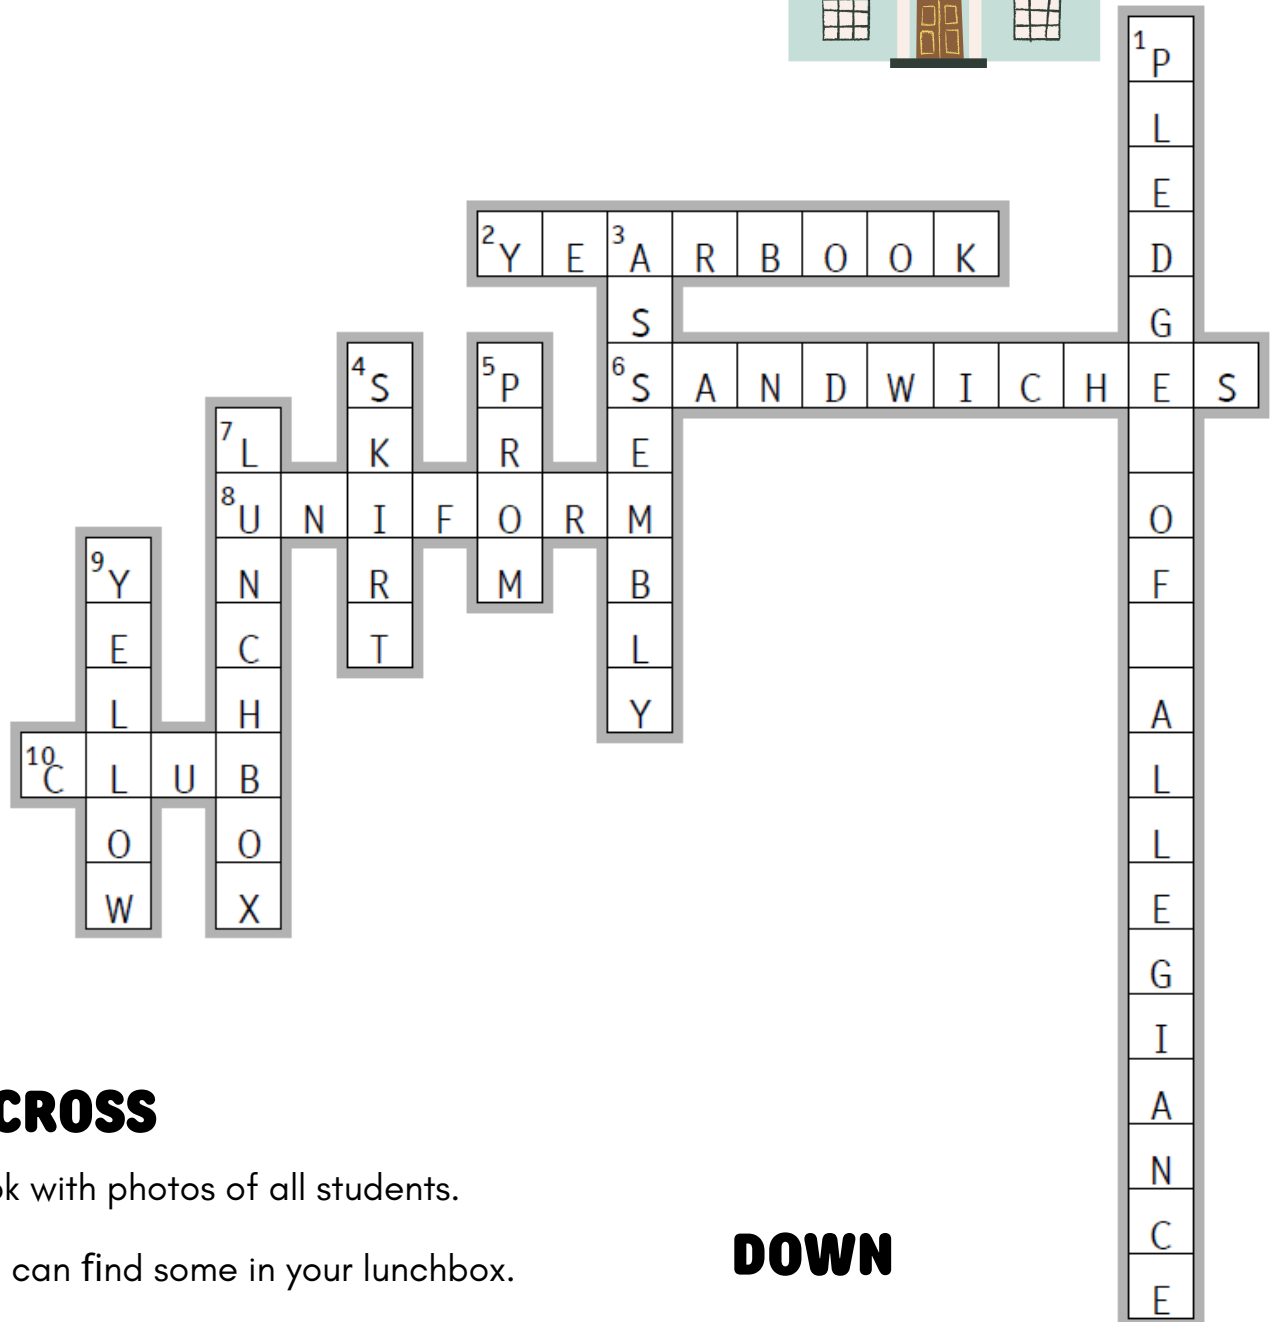 1 P
L
E
D
2 Y E 3 A R B O O K
S
G
4 S
5 P
6 S A N D W I C H E S
7 L
K
R
E
8 U N I F O R M
O
9 Y
N
R
M
B
F
E
C
T
L
L
H
Y
A
10 C L U B
L
O
O
L
W
X
E
G
I
A
N
C
E
CROSS
with photos of all students.
can find some in your lunchbox.
DOWN